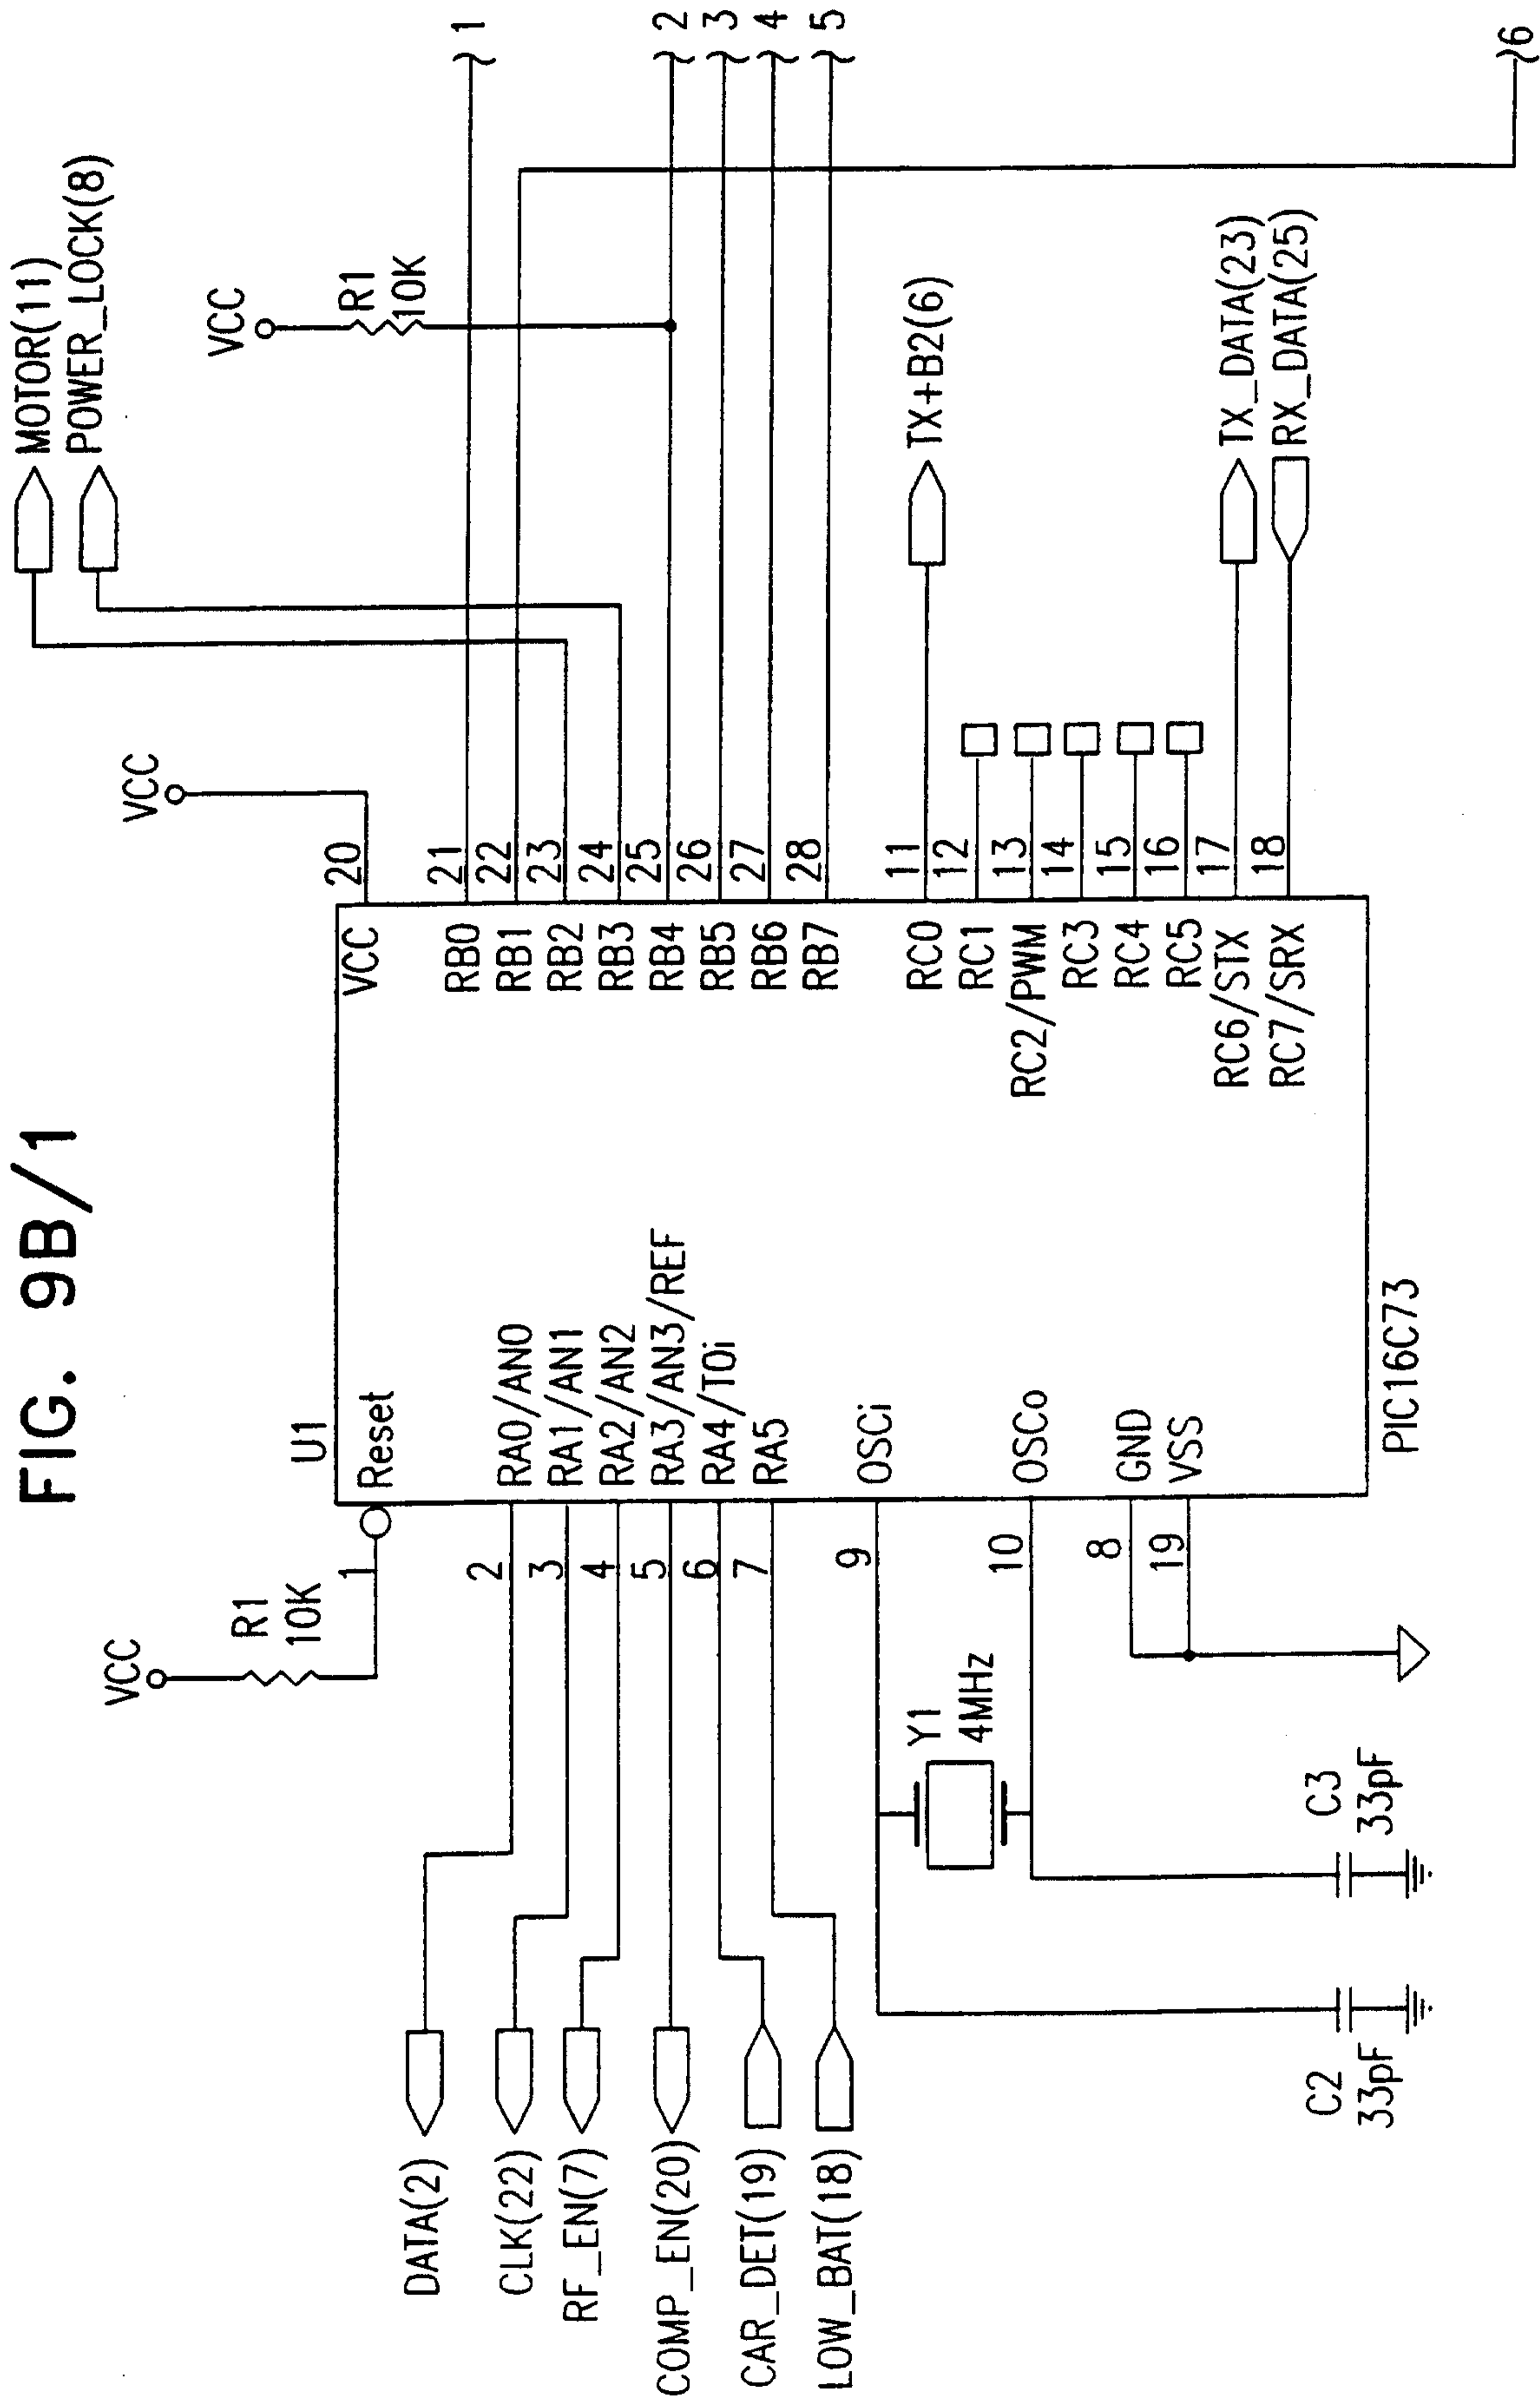 FIG. 9B/1
MOTOR(11)
POWER_LOCK(8)
VCC
R1
10K
VCC
R1
10K
VCC
U1
Reset
1
VCC
20
DATA(2)
CLK(22)
RF_EN(7)
COMP_EN(20)
CAR_DET(19)
LOW_BAT(18)
2
RA0/AN0
3
RA1/AN1
4
RA2/AN2
5
RA3/AN3/REF
6
RA4/T0i
7
RA5
9
OSCi
10
OSCo
8
GND
19
VSS
RB0
21
1
RB1
22
RB2
23
RB3
24
RB4
25
2
RB5
26
3
RB6
27
4
RB7
28
5
RC0
11
TX+B2(6)
RC1
12
RC2/PWM
13
RC3
14
RC4
15
RC5
16
RC6/STX
17
TX_DATA(23)
RC7/SRX
18
RX_DATA(25)
6
Y1
4MHz
C2
33pF
C3
33pF
PIC16C73